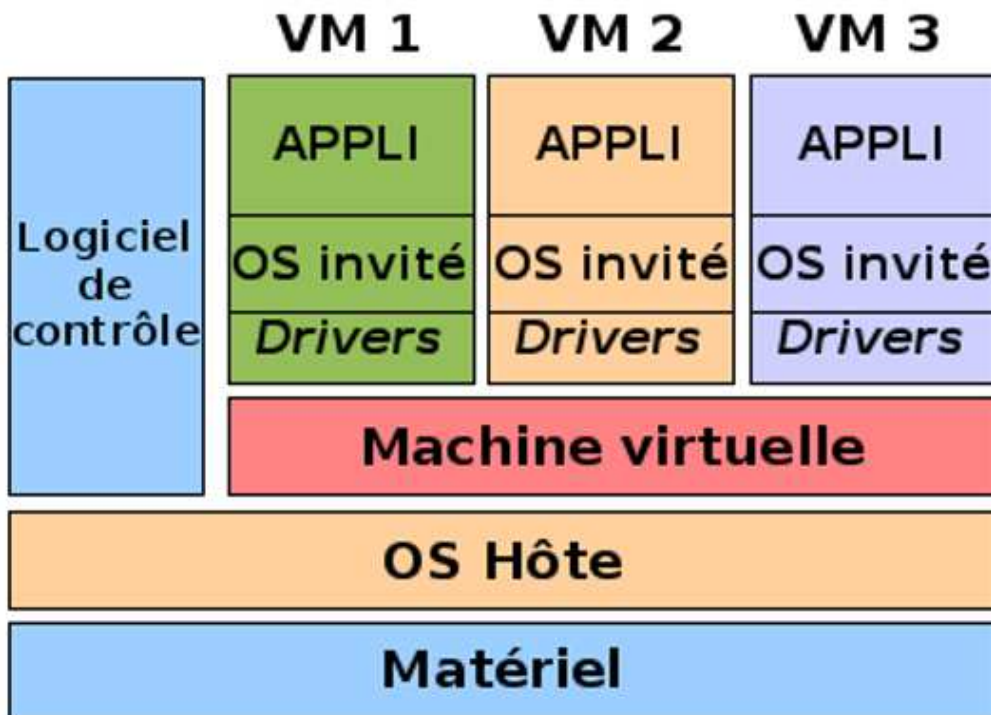 VM 1 VM 2 VM 3
APPLI APPLI APPLI
Logiciel
de
contrôle
OS invité OS invité OS invité
Drivers Drivers Drivers
Machine virtuelle
OS Hôte
Matériel